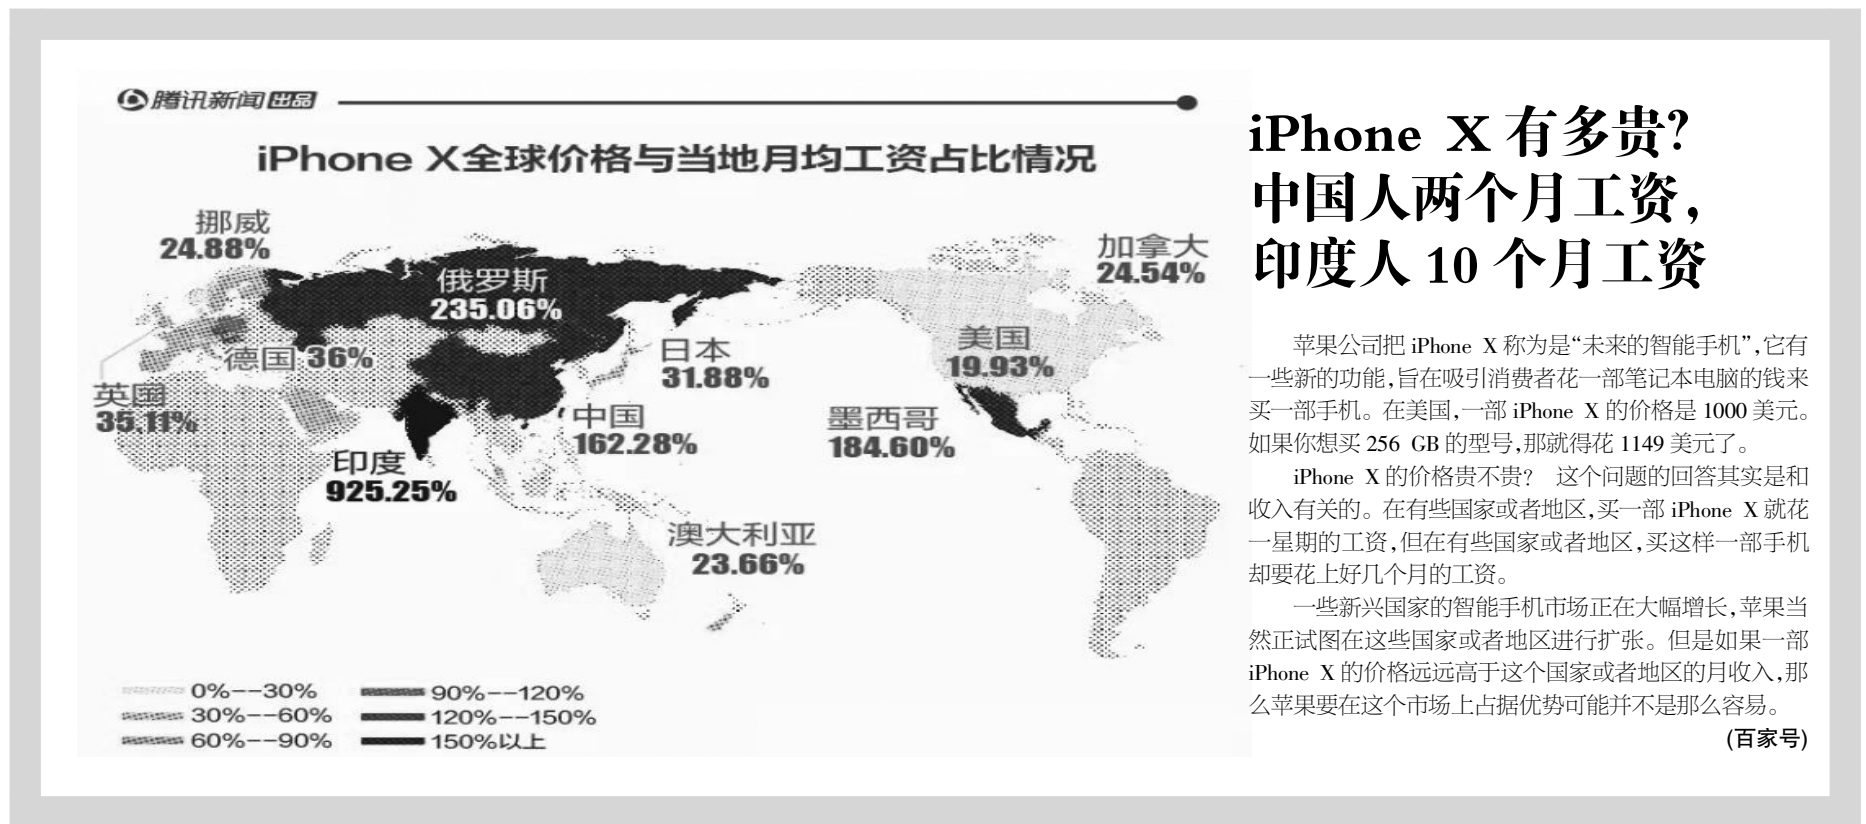 腾讯新闻出品
iPhone X全球价格与当地月均工资占比情况
挪威
24.88%
俄罗斯
235.06%
加拿大
24.54%
德国 36%
日本
31.88%
美国
19.93%
英国
35.11%
中国
162.28%
墨西哥
184.60%
印度
925.25%
澳大利亚
23.66%
0%--30%
30%--60%
60%--90%
90%--120%
120%--150%
150%以上
iPhone X 有多贵?
中国人两个月工资,
印度人 10 个月工资
苹果公司把 iPhone X 称为是“未来的智能手机”,它有
一些新的功能,旨在吸引消费者花一部笔记本电脑的钱来
买一部手机。在美国,一部 iPhone X 的价格是 1000 美元。
如果你想买 256 GB 的型号,那就得花 1149 美元了。
iPhone X 的价格贵不贵? 这个问题的回答其实是和
收入有关的。在有些国家或者地区,买一部 iPhone X 就花
一星期的工资,但在有些国家或者地区,买这样一部手机
却要花上好几个月的工资。
一些新兴国家的智能手机市场正在大幅增长,苹果当
然正试图在这些国家或者地区进行扩张。但是如果一部
iPhone X 的价格远远高于这个国家或者地区的月收入,那
么苹果要在这个市场上占据优势可能并不是那么容易。
(百家号)